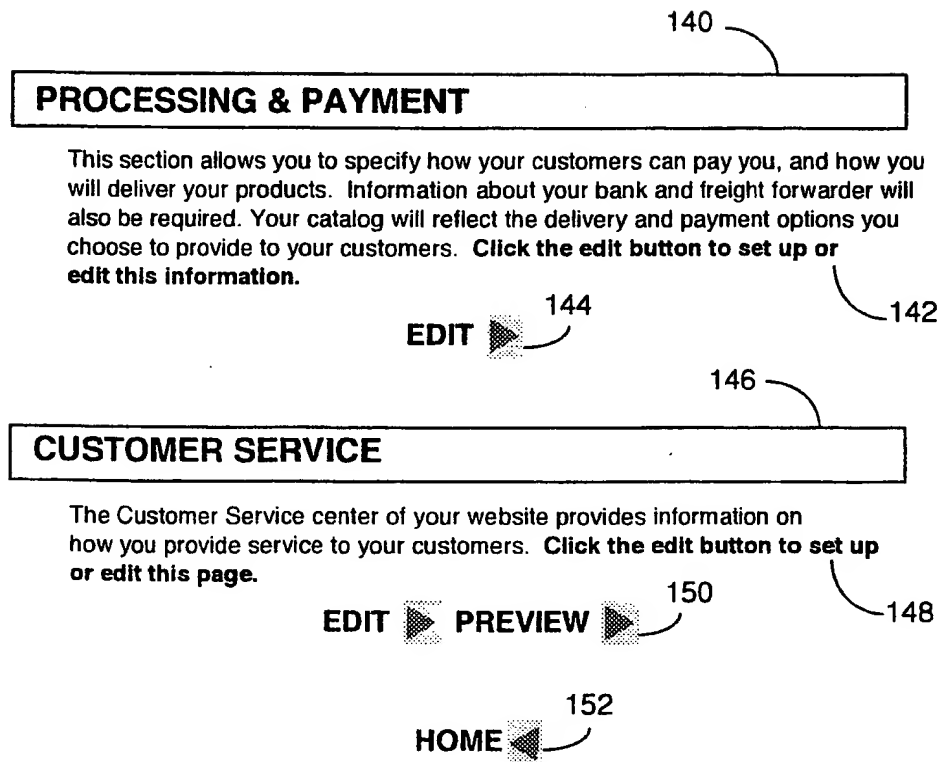 140
PROCESSING & PAYMENT
This section allows you to specify how your customers can pay you, and how you
will deliver your products. Information about your bank and freight forwarder will
also be required. Your catalog will reflect the delivery and payment options you
choose to provide to your customers. Click the edit button to set up or
edit this information.
142
144
EDIT
146
CUSTOMER SERVICE
The Customer Service center of your website provides information on
how you provide service to your customers. Click the edit button to set up
or edit this page.
148
150
EDIT PREVIEW
152
HOME